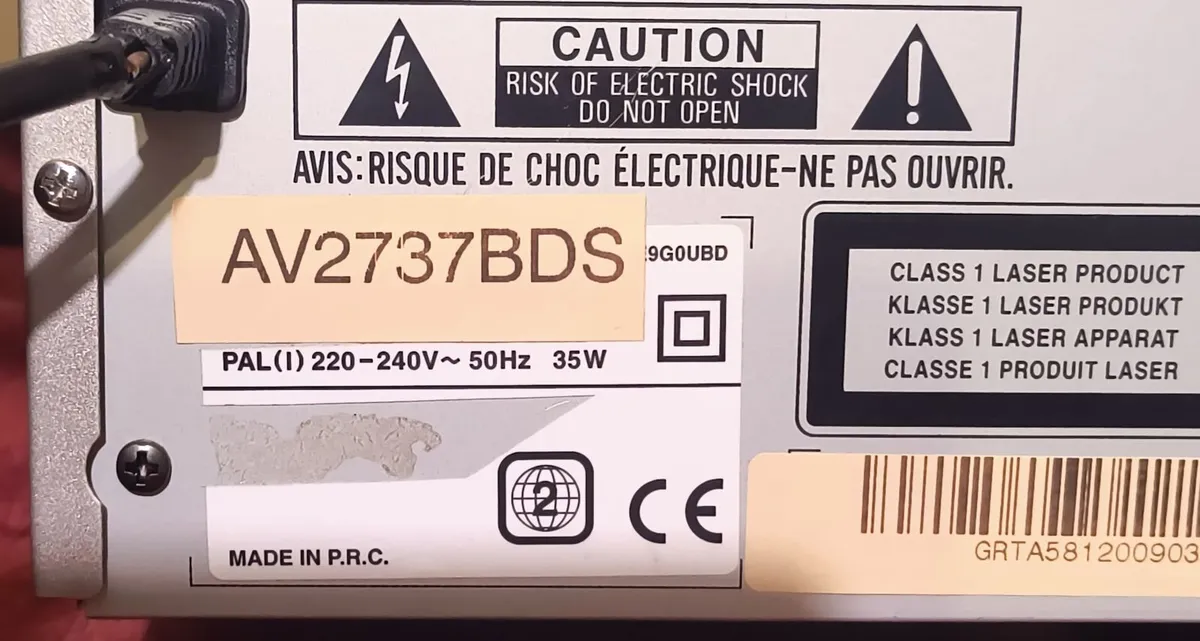 CAUTION
RISK OF ELECTRIC SHOCK
DO NOT OPEN
AVIS:RISQUE DE CHOC ÉLECTRIQUE-NE PAS OUVRIR.
AV2737BDS
9G0UBD
PAL(I) 220-240V~ 50Hz 35W
2
CE
MADE IN P.R.C.
CLASS 1 LASER PRODUCT
KLASSE 1 LASER PRODUKT
KLASS 1 LASER APPARAT
CLASSE 1 PRODUIT LASER
GRTA581200903